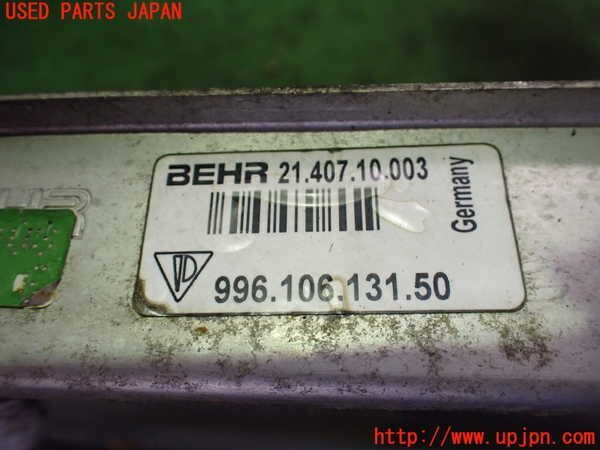 USED PARTS JAPAN
BEHR 21.407.10.003
Germany
996.106.131.50
http://www.upjpn.com/